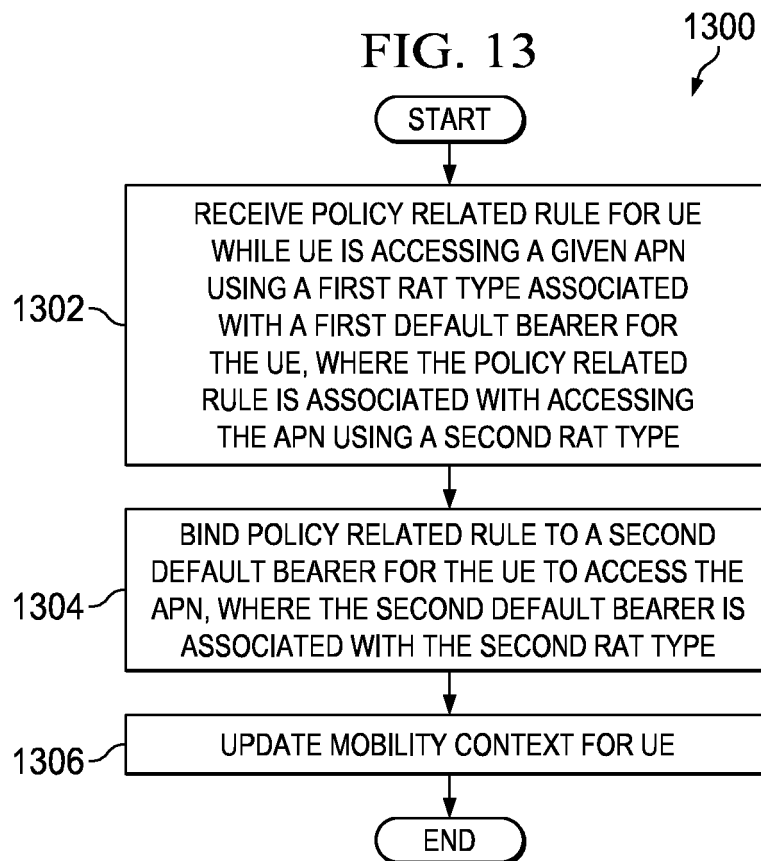 FIG. 13
1300
START
RECEIVE POLICY RELATED RULE FOR UE
WHILE UE IS ACCESSING A GIVEN APN
USING A FIRST RAT TYPE ASSOCIATED
WITH A FIRST DEFAULT BEARER FOR
THE UE, WHERE THE POLICY RELATED
RULE IS ASSOCIATED WITH ACCESSING
THE APN USING A SECOND RAT TYPE
1302
BIND POLICY RELATED RULE TO A SECOND
DEFAULT BEARER FOR THE UE TO ACCESS THE
APN, WHERE THE SECOND DEFAULT BEARER IS
ASSOCIATED WITH THE SECOND RAT TYPE
1304
UPDATE MOBILITY CONTEXT FOR UE
1306
END